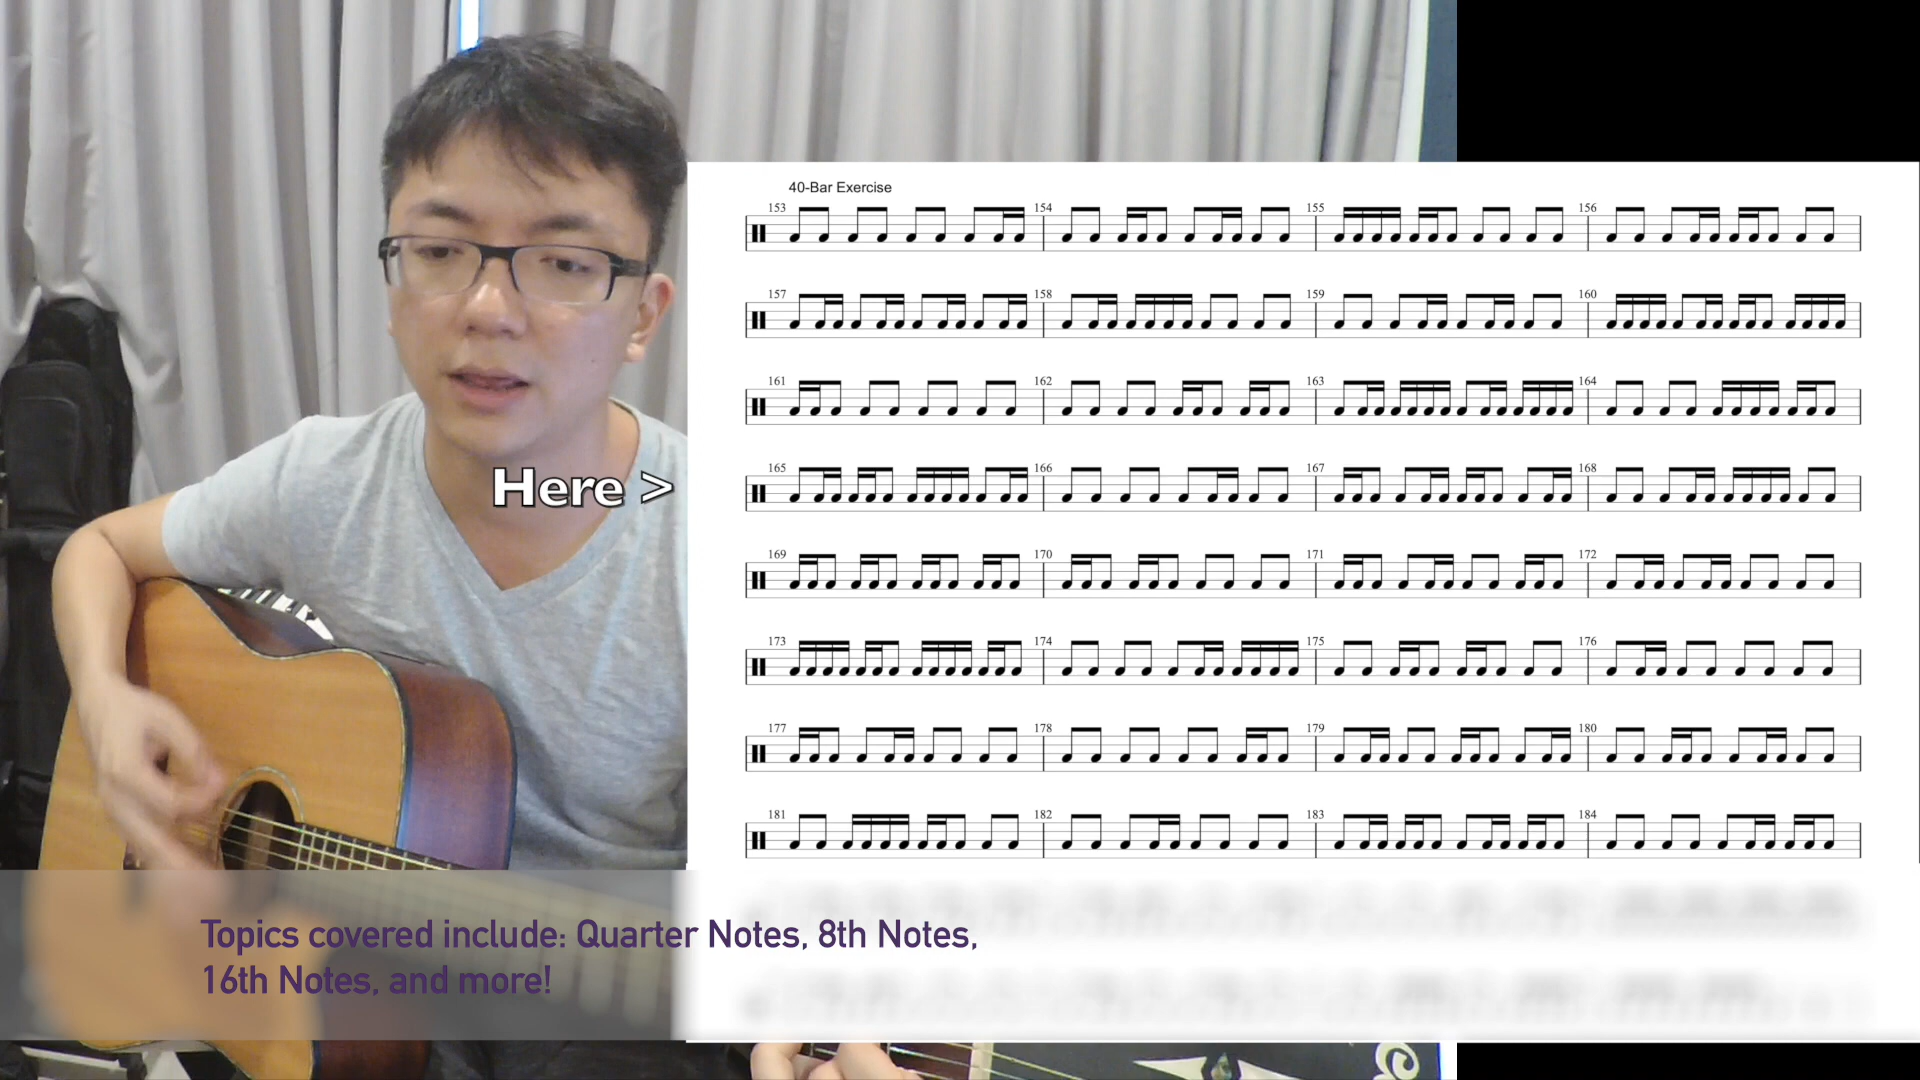 40-Bar Exercise
153 154 155 156
157 158 159 160
161 162 163 164
165 166 167 168
Here >
169 170 171 172
173 174 175 176
177 178 179 180
181 182 183 184
Topics covered include: Quarter Notes, 8th Notes,
16th Notes, and more!